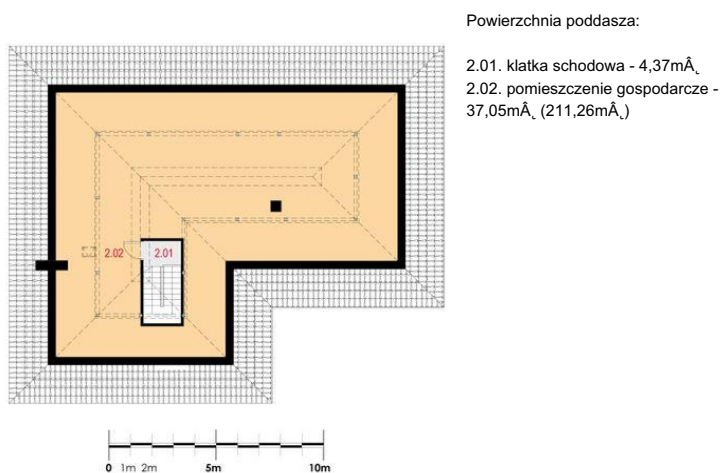 Powierzchnia poddasza:
2.01. klatka schodowa - 4,37mÂ˛
2.02. pomieszczenie gospodarcze -
37,05mÂ˛ (211,26mÂ˛)
2.02
2.01
0 1m 2m 5m 10m